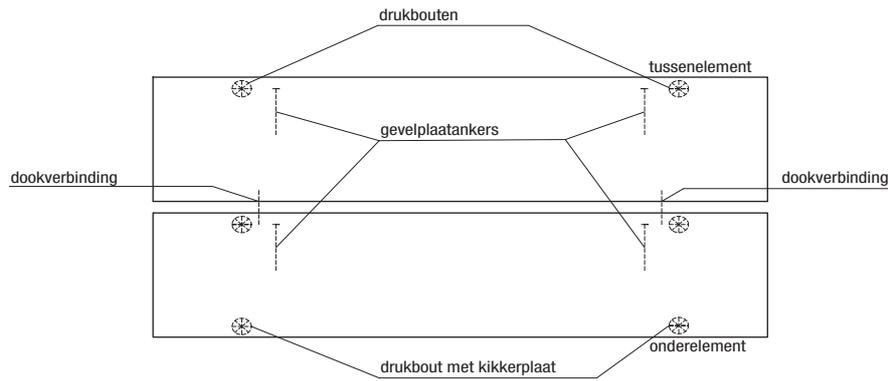 drukbouten
tussenelement
gevelplaatankers
dookverbinding
dookverbinding
onderelement
drukbout met kikkerplaat